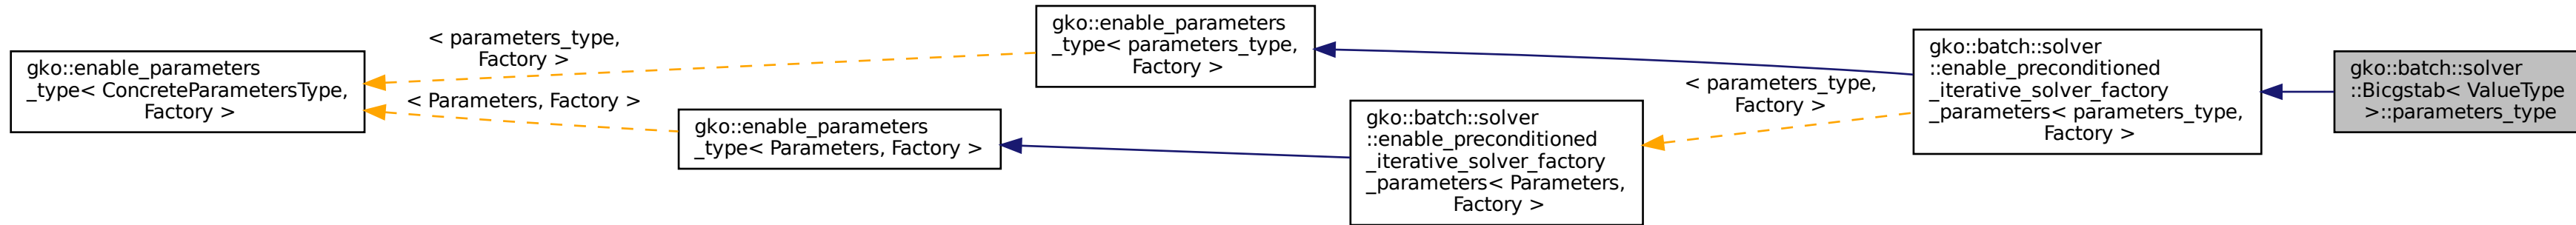 gko::enable_parameters
_type< ConcreteParametersType,
Factory >
< parameters_type,
Factory >
< Parameters, Factory >
gko::enable_parameters
_type< Parameters, Factory >
gko::enable_parameters
_type< parameters_type,
Factory >
gko::batch::solver
::enable_preconditioned
_iterative_solver_factory
_parameters< Parameters,
Factory >
< parameters_type,
Factory >
gko::batch::solver
::enable_preconditioned
_iterative_solver_factory
_parameters< parameters_type,
Factory >
gko::batch::solver
::Bicgstab< ValueType
>::parameters_type